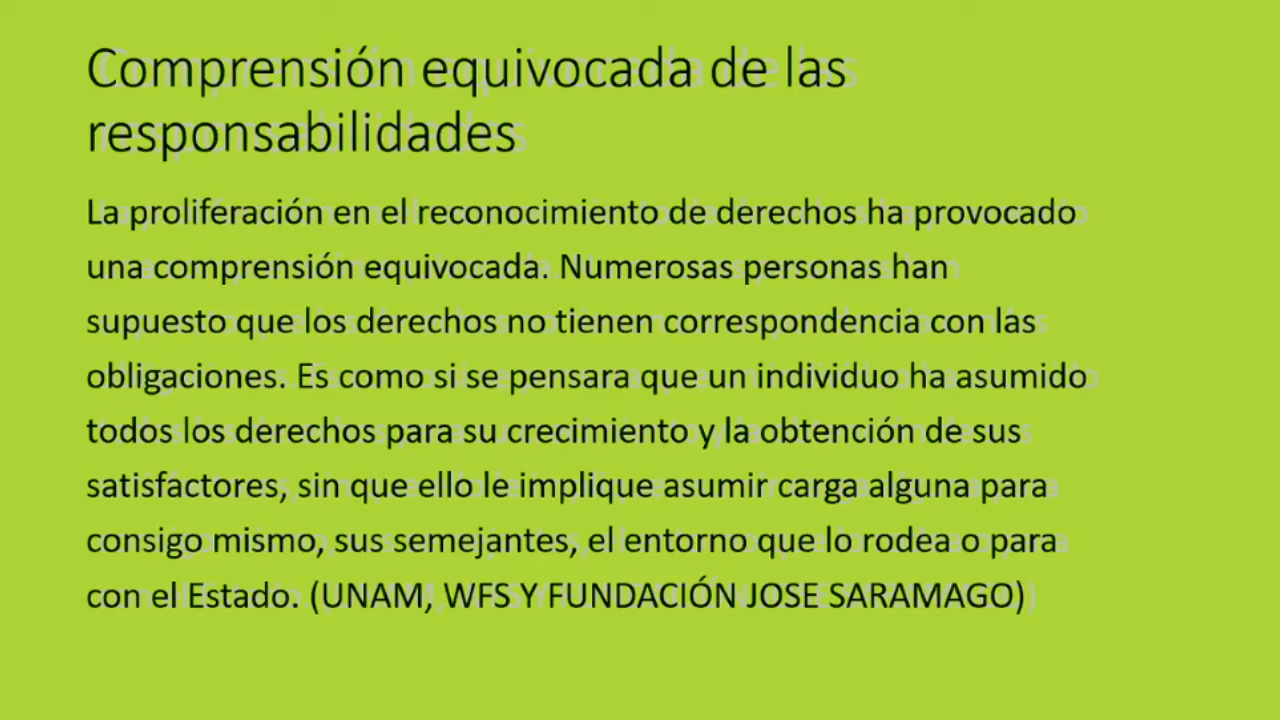 Comprensión equivocada de las
responsabilidades
La proliferación en el reconocimiento de derechos ha provocado
una comprensión equivocada. Numerosas personas han
supuesto que los derechos no tienen correspondencia con las
obligaciones. Es como si se pensara que un individuo ha asumido
todos los derechos para su crecimiento y la obtención de sus
satisfactores, sin que ello le implique asumir carga alguna para
consigo mismo, sus semejantes, el entorno que lo rodea o para
con el Estado. (UNAM, WFS Y FUNDACIÓN JOSE SARAMAGO)